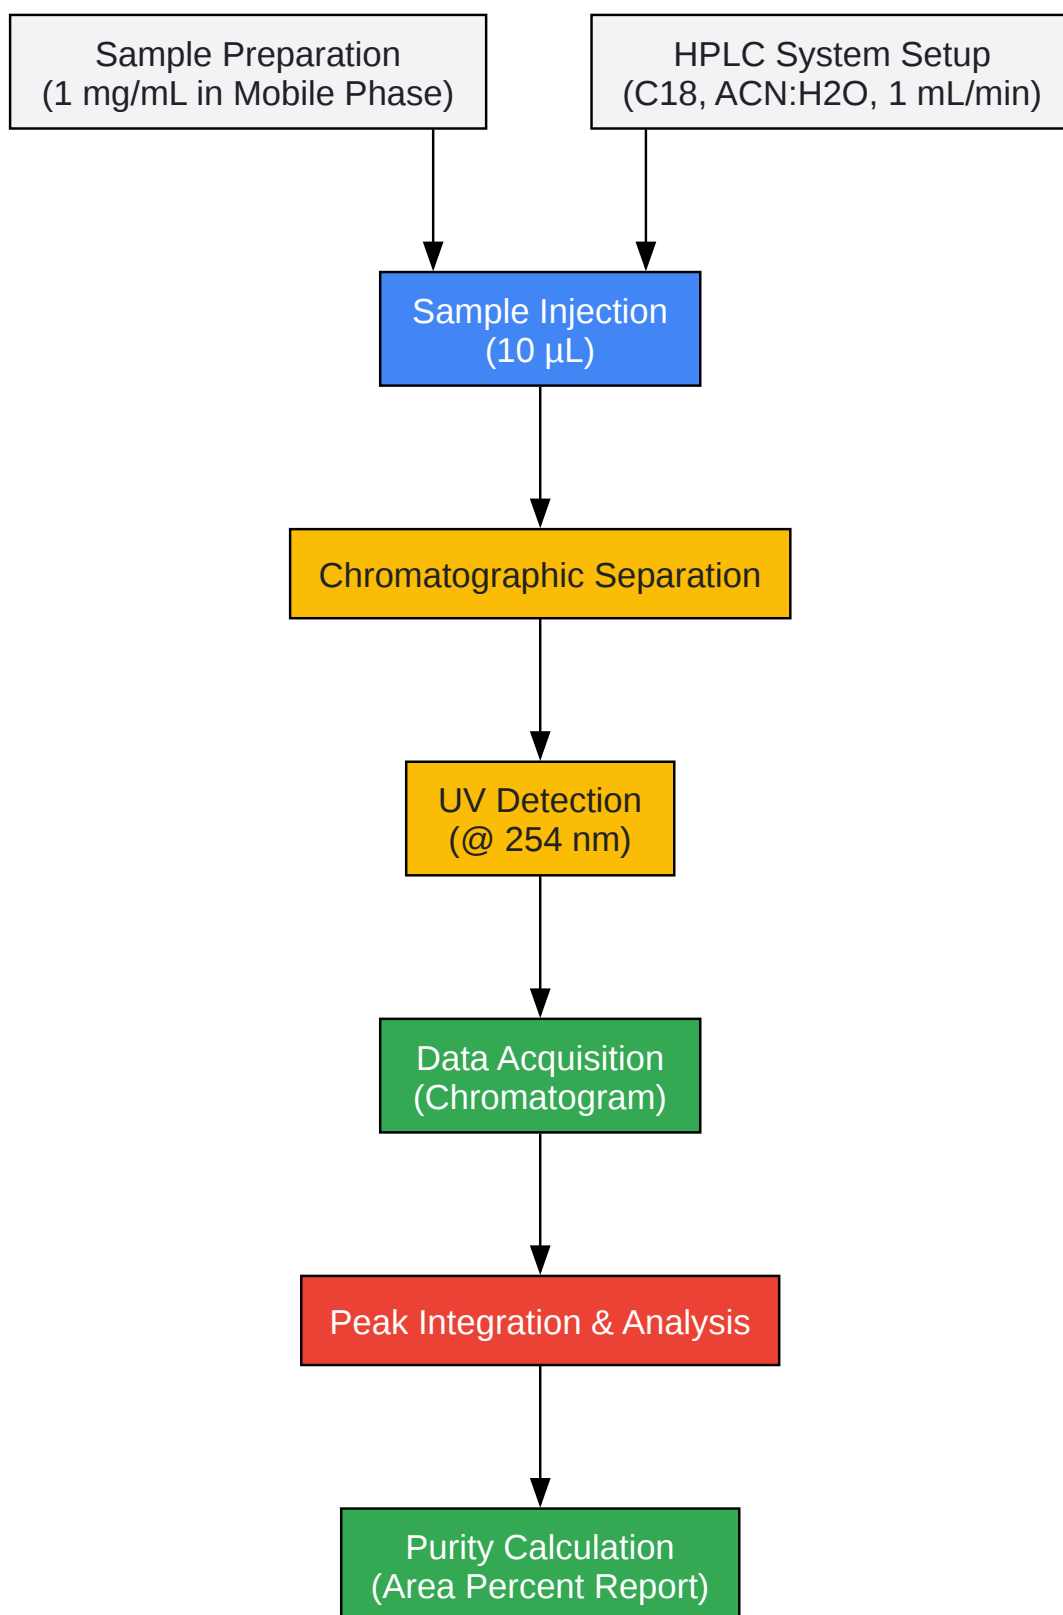 Sample Preparation
(1 mg/mL in Mobile Phase)
HPLC System Setup
(C18, ACN:H2O, 1 mL/min)
Sample Injection
(10 µL)
Chromatographic Separation
UV Detection
(@ 254 nm)
Data Acquisition
(Chromatogram)
Peak Integration & Analysis
Purity Calculation
(Area Percent Report)